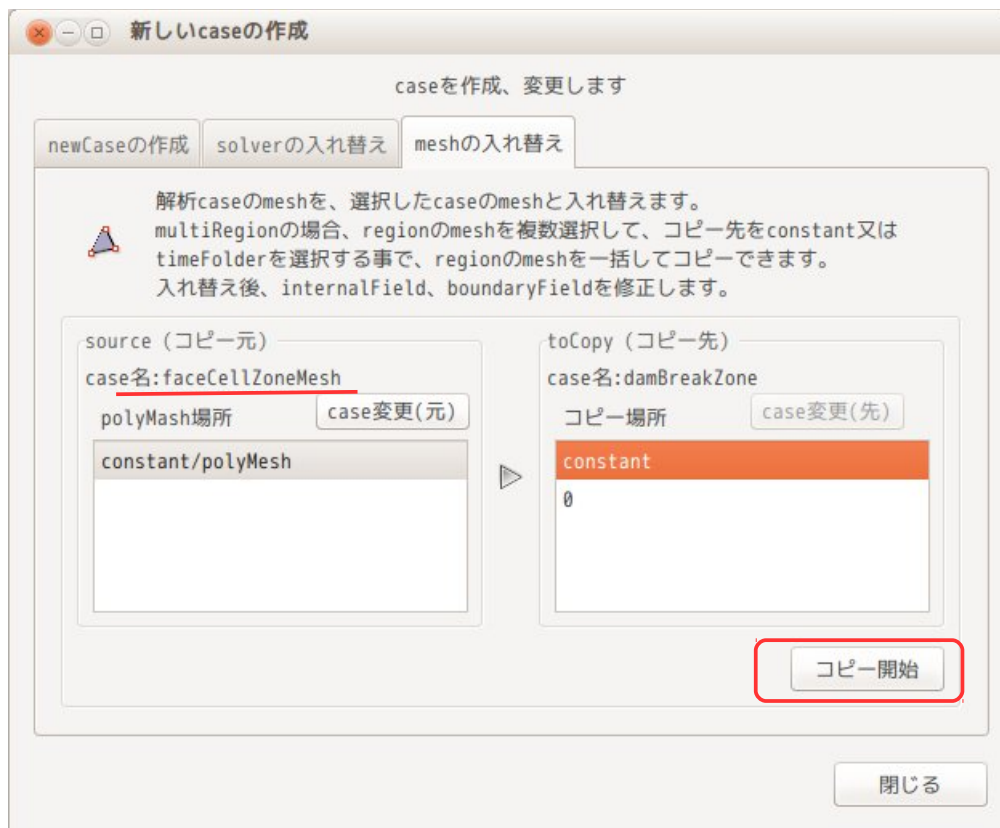 新しいcaseの作成
caseを作成、変更します
newCaseの作成 solverの入れ替え meshの入れ替え
解析caseのmeshを、選択したcaseのmeshと入れ替えます。
multiRegionの場合、regionのmeshを複数選択して、コピー先をconstant又は
timeFolderを選択する事で、regionのmeshを一括してコピーできます。
入れ替え後、internalField、boundaryFieldを修正します。
source (コピー元)
case名:faceCellZoneMesh
polyMash場所 case変更(元)
constant/polyMesh
toCopy (コピー先)
case名:damBreakZone
コピー場所 case変更(先)
constant
0
コピー開始
閉じる